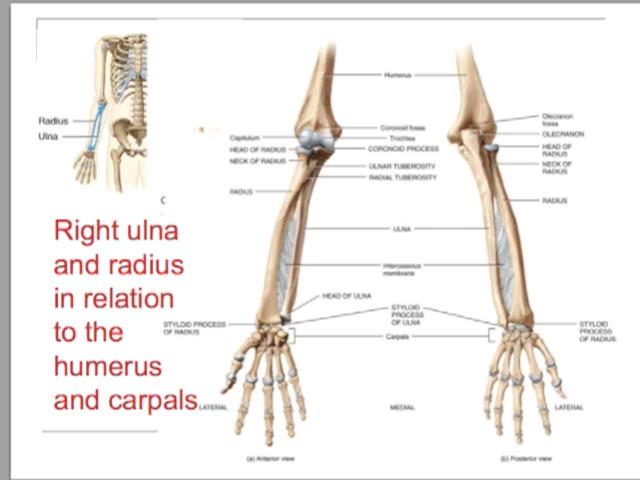 Radius
Ulna
Right ulna
and radius
in relation
to the
humerus
and carpals
Humerus
Coronoid fossa
Capitulum
Trochlea
HEAD OF RADIUS
CORONOID PROCESS
NECK OF RADIUS
ULNAR TUBEROSITY
RADIAL TUBEROSITY
RADIUS
ULNA
Interosseous
membrane
HEAD OF ULNA
STYLOID PROCESS
OF RADIUS
STYLOID
PROCESS
OF ULNA
Carpals
LATERAL
MEDIAL
(a) Anterior view
Olecranon
fossa
OLECRANON
HEAD OF
RADIUS
NECK OF
RADIUS
RADIUS
STYLOID
PROCESS
OF RADIUS
LATERAL
(b) Posterior view